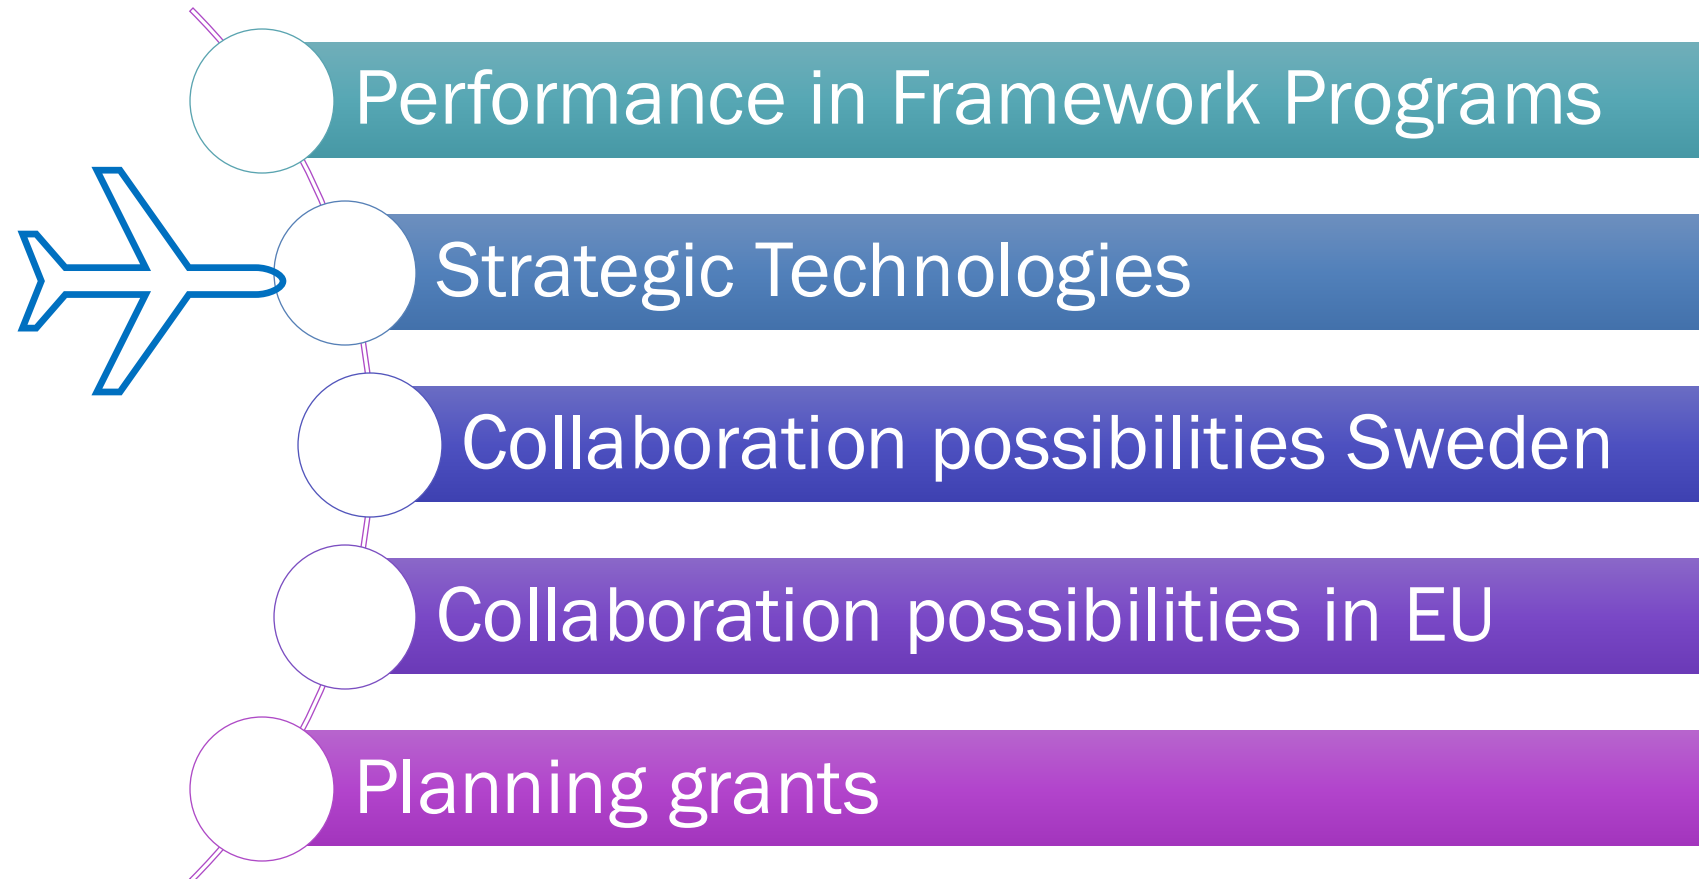 Performance in Framework Programs
Strategic Technologies
Collaboration possibilities Sweden
Collaboration possibilities in EU
Planning grants